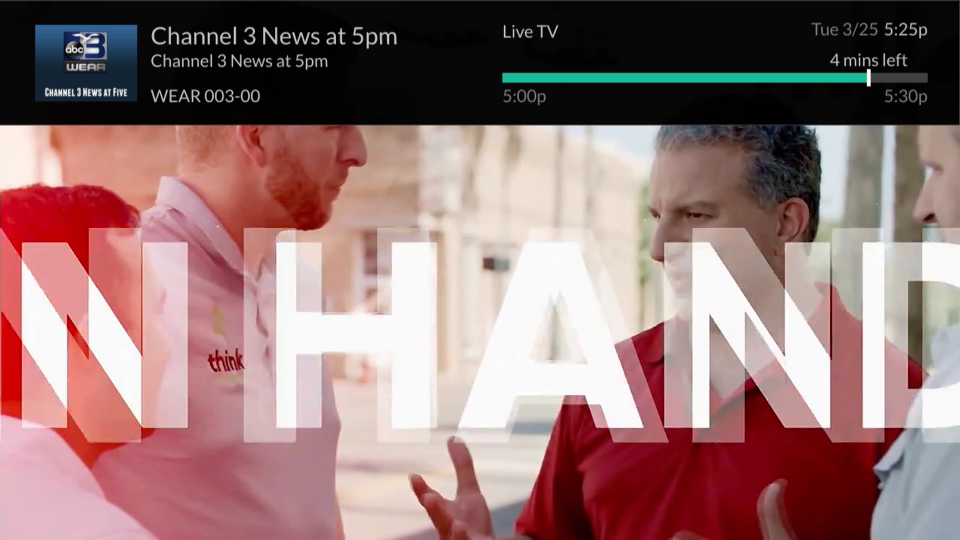 abc 3
WEAR
CHANNEL 3 NEWS AT FIVE
Channel 3 News at 5pm
Channel 3 News at 5pm
WEAR 003-00
Live TV
Tue 3/25 5:25p
4 mins left
5:00p
5:30p
N HAND
think